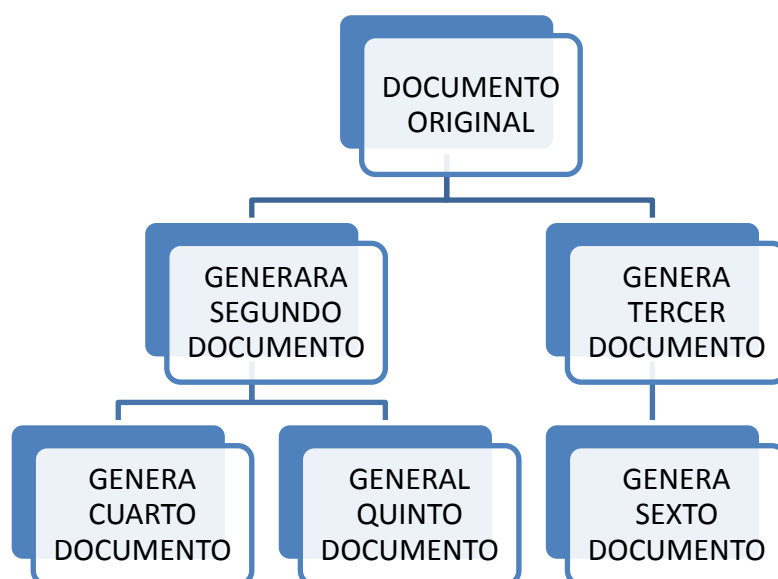 DOCUMENTO
ORIGINAL
GENERARA
SEGUNDO
DOCUMENTO
GENERA
TERCER
DOCUMENTO
GENERA
CUARTO
DOCUMENTO
GENERAL
QUINTO
DOCUMENTO
GENERA
SEXTO
DOCUMENTO